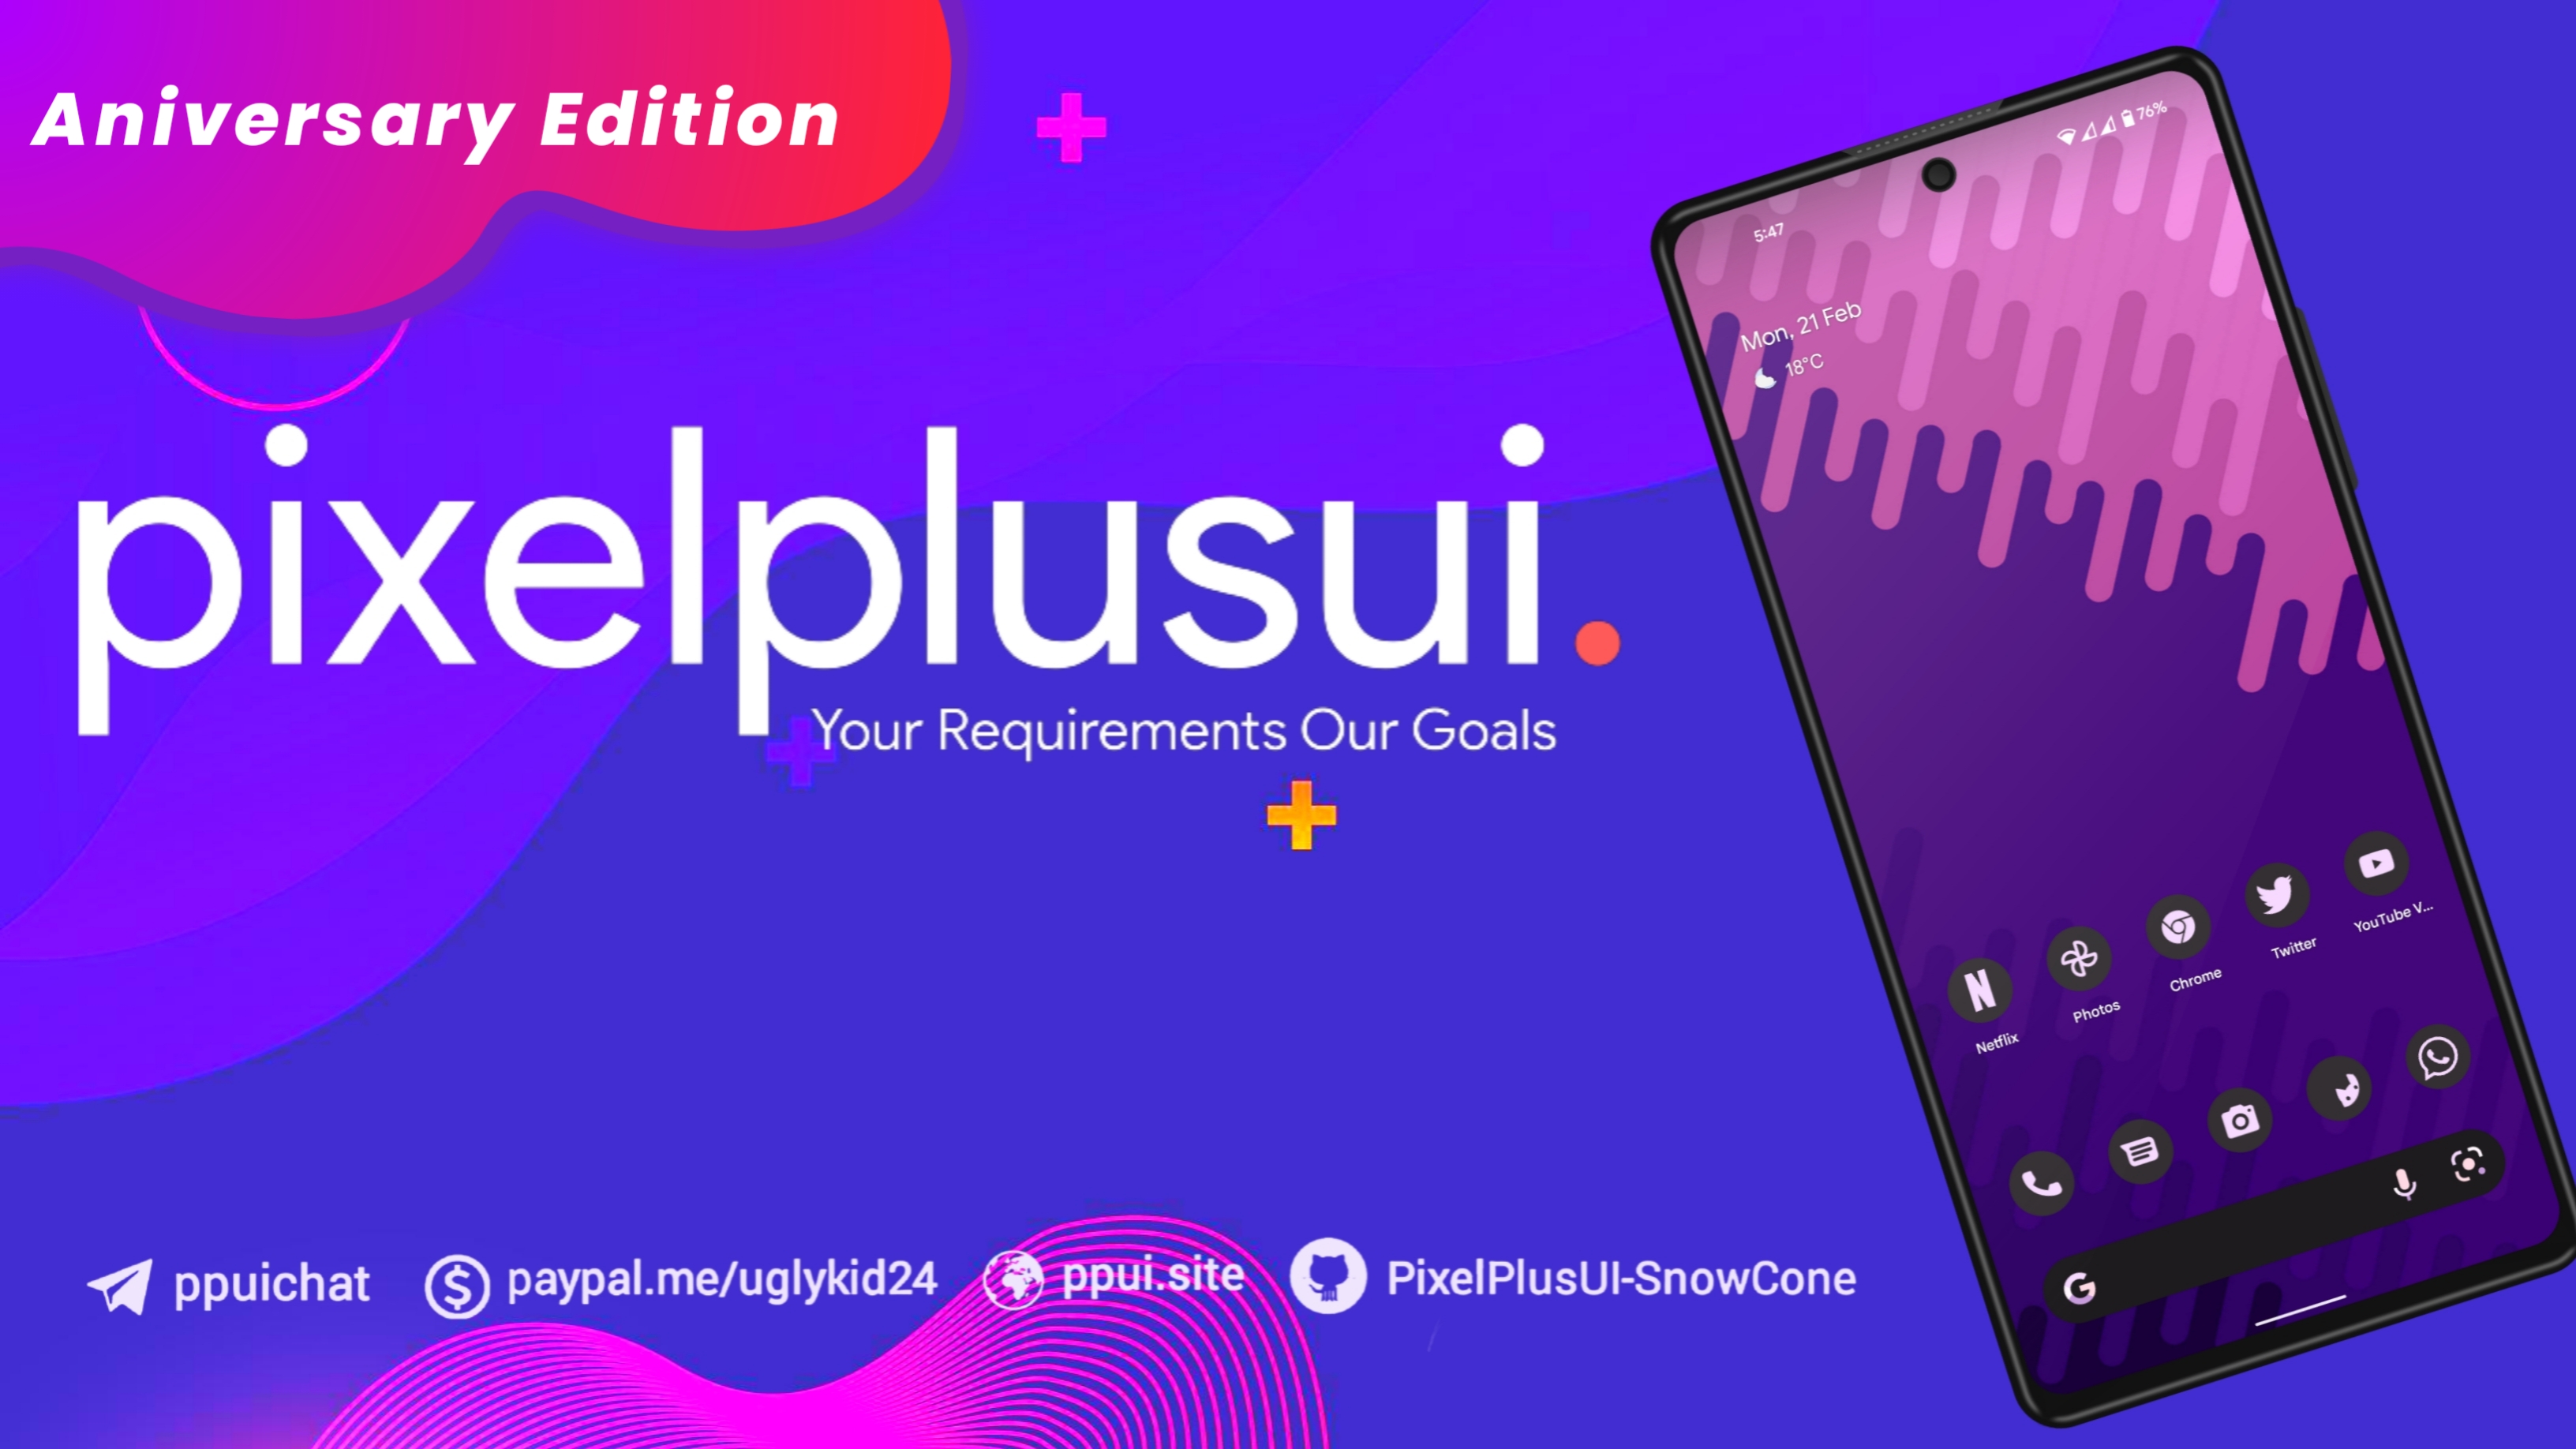 Aniversary Edition
pixelplusui.
Your Requirements Our Goals
5:47
76%
Mon, 21 Feb
18°C
Netflix
Photos
Chrome
Twitter
YouTube V...
G
ppuichat
paypal.me/uglykid24
ppui.site
PixelPlusUI-SnowCone